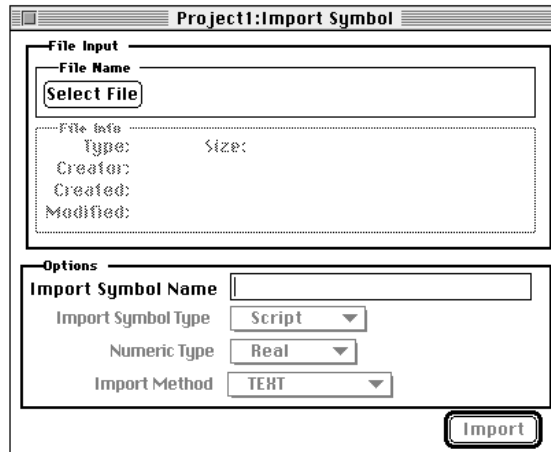 Project1:Import Symbol
File Input
File Name
Select File
File Info
Type: Size:
Creator:
Created:
Modified:
Options
Import Symbol Name
Import Symbol Type Script
Numeric Type Real
Import Method TEXT
Import